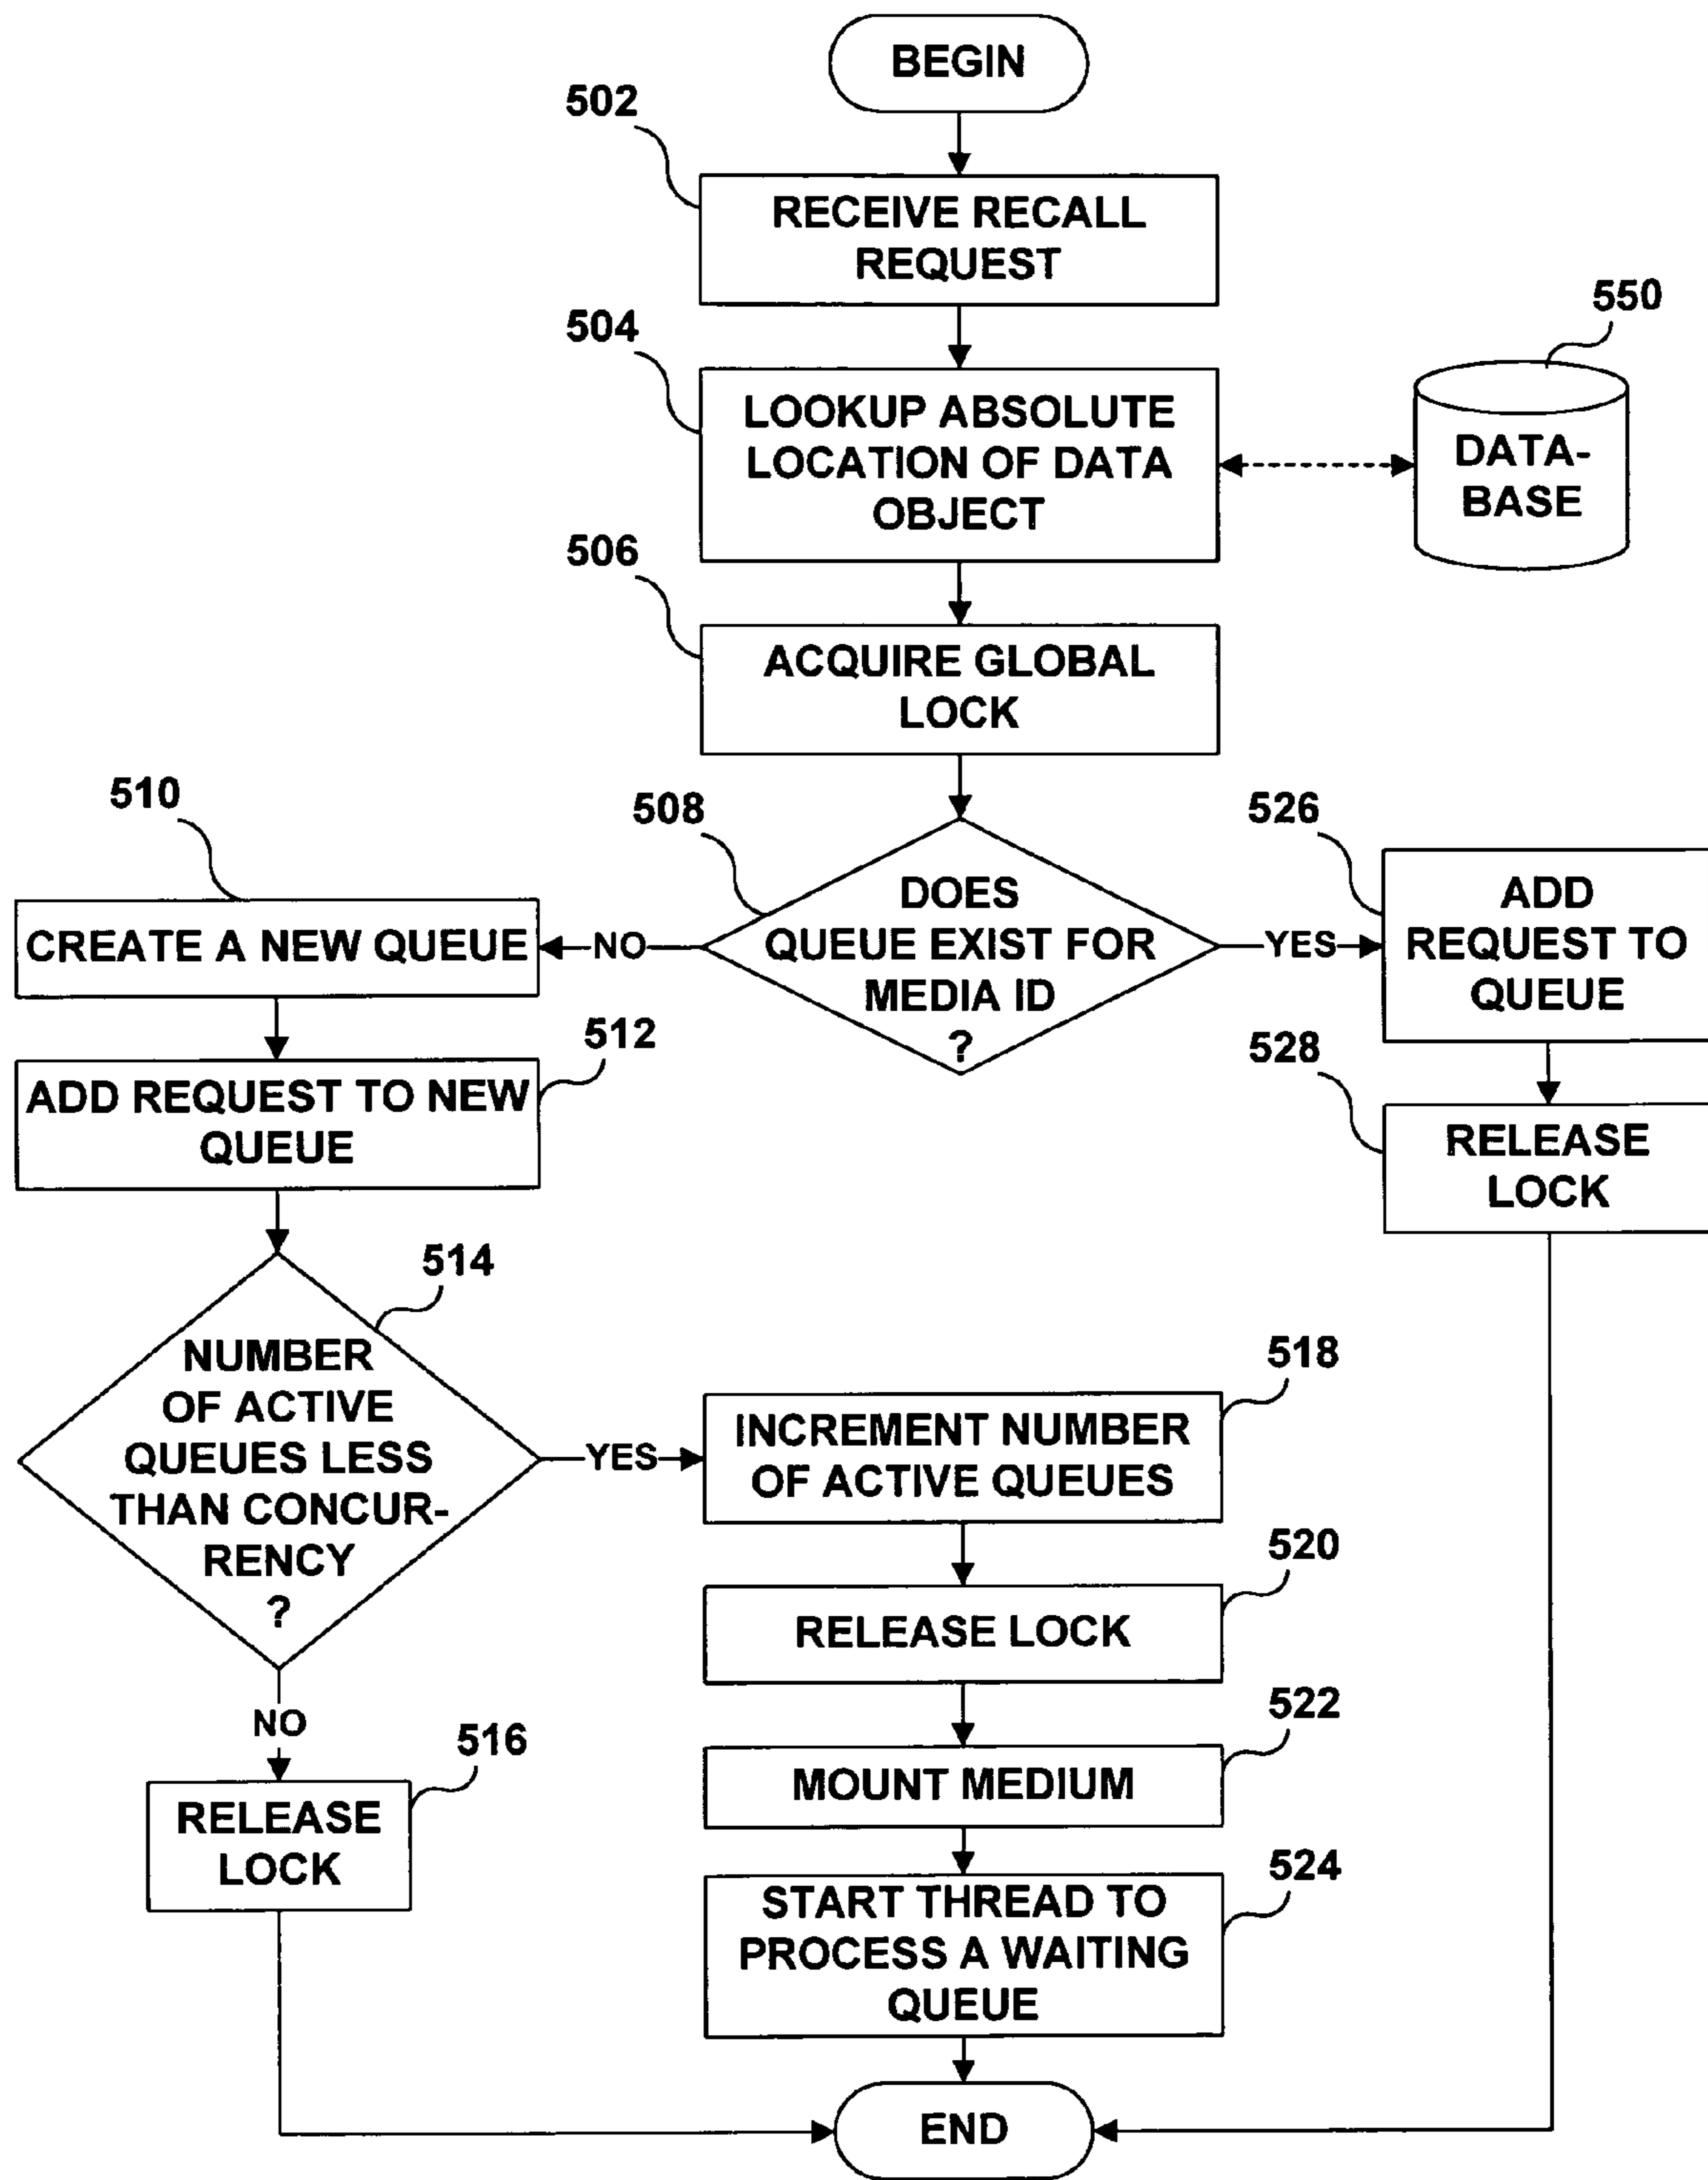 BEGIN
502
RECEIVE RECALL
REQUEST
504
LOOKUP ABSOLUTE
LOCATION OF DATA
OBJECT
550
DATA-
BASE
506
ACQUIRE GLOBAL
LOCK
508
DOES
QUEUE EXIST FOR
MEDIA ID
?
NO
YES
510
CREATE A NEW QUEUE
512
ADD REQUEST TO NEW
QUEUE
526
ADD
REQUEST TO
QUEUE
528
RELEASE
LOCK
514
NUMBER
OF ACTIVE
QUEUES LESS
THAN CONCUR-
RENCY
?
YES
NO
516
RELEASE
LOCK
518
INCREMENT NUMBER
OF ACTIVE QUEUES
520
RELEASE LOCK
522
MOUNT MEDIUM
524
START THREAD TO
PROCESS A WAITING
QUEUE
END